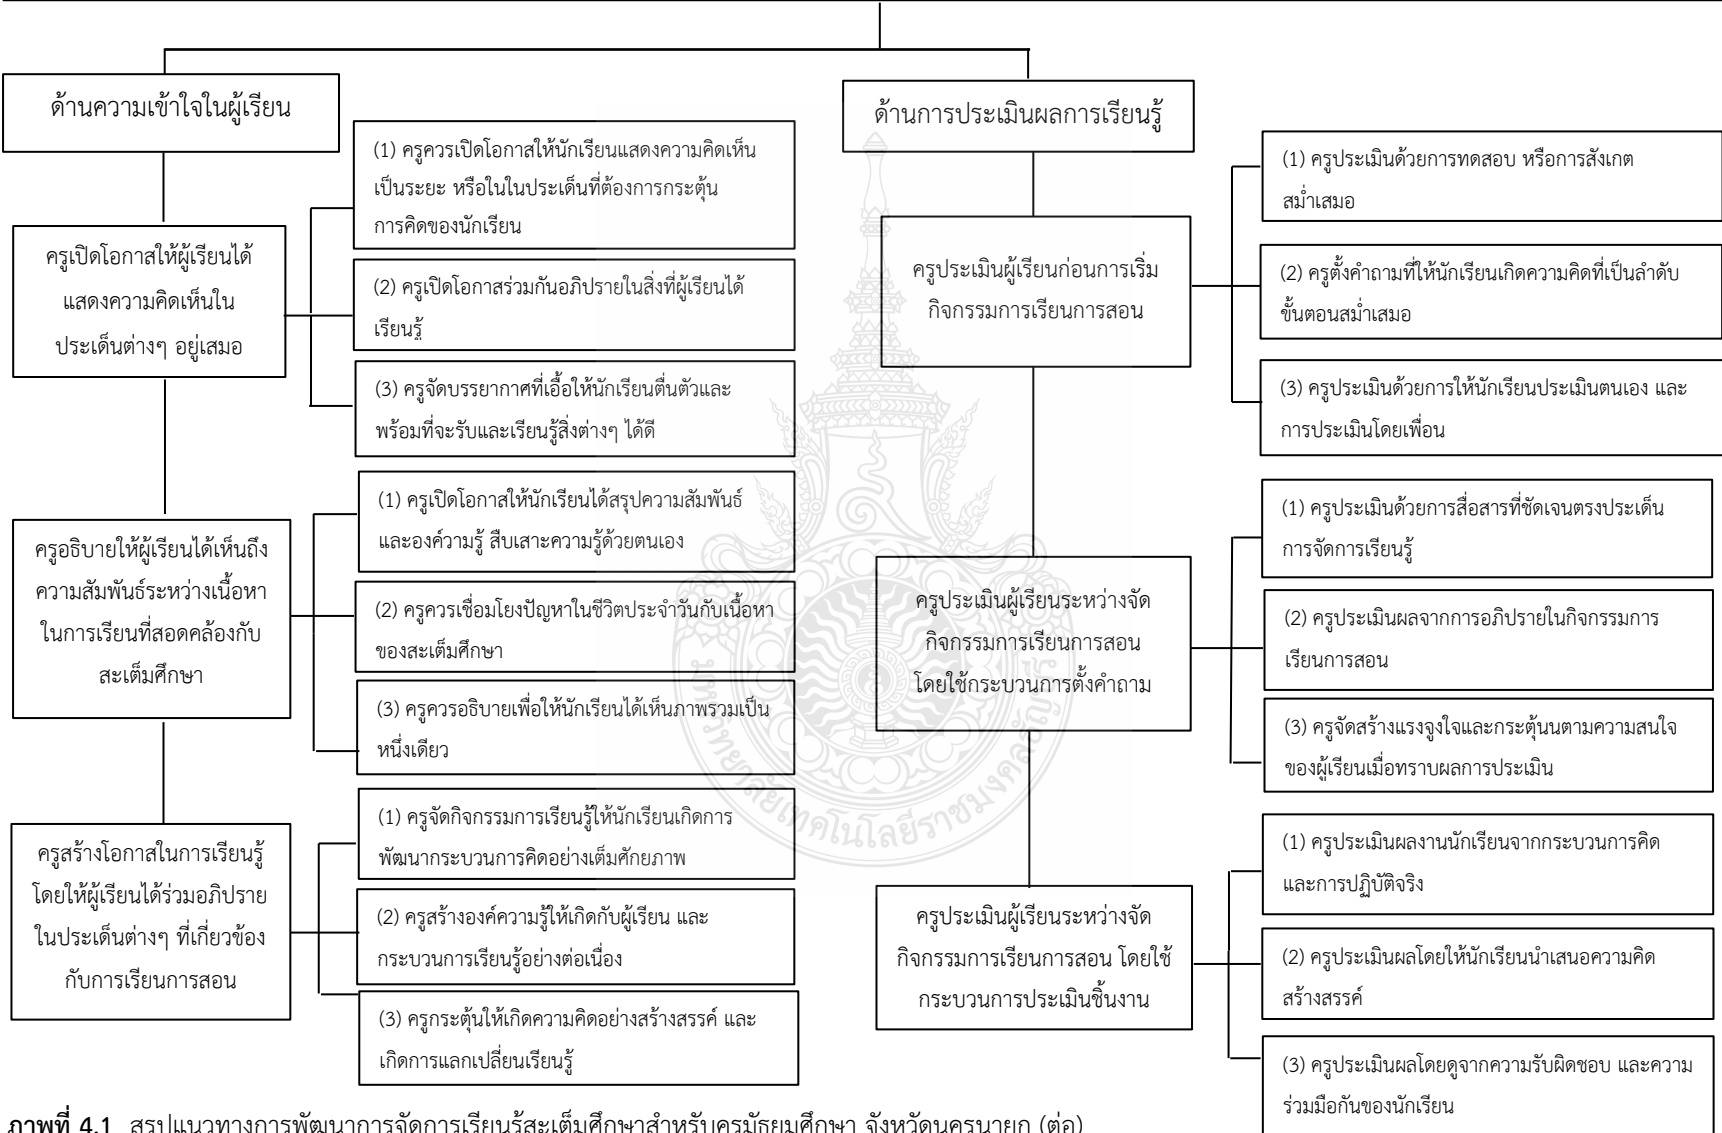 ด้านความเข้าใจในผู้เรียน
ครูเปิดโอกาสให้ผู้เรียนได้
แสดงความคิดเห็นใน
ประเด็นต่างๆ อยู่เสมอ
(1) ครูควรเปิดโอกาสให้นักเรียนแสดงความคิดเห็น
เป็นระยะ หรือในในประเด็นที่ต้องการกระตุ้น
การคิดของนักเรียน
(2) ครูเปิดโอกาสร่วมกันอภิปรายในสิ่งที่ผู้เรียนได้
เรียนรู้
(3) ครูจัดบรรยากาศที่เอื้อให้นักเรียนตื่นตัวและ
พร้อมที่จะรับและเรียนรู้สิ่งต่างๆ ได้ดี
ครูอธิบายให้ผู้เรียนได้เห็นถึง
ความสัมพันธ์ระหว่างเนื้อหา
ในการเรียนที่สอดคล้องกับ
สะเต็มศึกษา
(1) ครูเปิดโอกาสให้นักเรียนได้สรุปความสัมพันธ์
และองค์วามรู้ สืบเสาะความรู้ด้วยตนเอง
(2) ครูควรเชื่อมโยงปัญหาในชีวิตประจำวันกับเนื้อหา
ของสะเต็มศึกษา
(3) ครูควรอธิบายเพื่อให้นักเรียนได้เห็นภาพรวมเป็น
หนึ่งเดียว
ครูสร้างโอกาสในการเรียนรู้
โดยให้ผู้เรียนได้ร่วมอภิปราย
ในประเด็นต่างๆ ที่เกี่ยวข้อง
กับการเรียนการสอน
(1) ครูจัดกิจกรรมการเรียนรู้ให้นักเรียนเกิดการ
พัฒนากระบวนการคิดอย่างเต็มศักยภาพ
(2) ครูสร้างองค์ความรู้ให้เกิดกับผู้เรียน และ
กระบวนการเรียนรู้อย่างต่อเนื่อง
(3) ครูกระตุ้นให้เกิดความคิดอย่างสร้างสรรค์ และ
เกิดการแลกเปลี่ยนเรียนรู้
ด้านการประเมินผลการเรียนรู้
ครูประเมินผู้เรียนก่อนการเริ่ม
กิจกรรมการเรียนการสอน
(1) ครูประเมินด้วยการทดสอบ หรือการสังเกต
สม่ำเสมอ
(2) ครูตั้งคำถามที่ให้นักเรียนเกิดความคิดที่เป็นลำดับ
ขั้นตอนสม่ำเสมอ
(3) ครูประเมินด้วยการให้นักเรียนประเมินตนเอง และ
การประเมินโดยเพื่อน
ครูประเมินผู้เรียนระหว่างจัด
กิจกรรมการเรียนการสอน
โดยใช้กระบวนการตั้งคำถาม
(1) ครูประเมินด้วยการสื่อสารที่ชัดเจนตรงประเด็น
การจัดการเรียนรู้
(2) ครูประเมินผลจากการอภิปรายในกิจกรรมการ
เรียนการสอน
(3) ครูจัดสร้างแรงจูงใจและกระตุ้นนตามความสนใจ
ของผู้เรียนเมื่อทราบผลการประเมิน
ครูประเมินผู้เรียนระหว่างจัด
กิจกรรมการเรียนการสอน โดยใช้
กระบวนการประเมินชิ้นงาน
(1) ครูประเมินผลงานนักเรียนจากกระบวนการคิด
และการปฏิบัติจริง
(2) ครูประเมินผลโดยให้นักเรียนนำเสนอความคิด
สร้างสรรค์
(3) ครูประเมินผลโดยดูจากความรับผิดชอบ และความ
ร่วมมือกันของนักเรียน
มหาวิทยาลัยเทคโนโลยีราชมงคลธัญบุรี
ภาพที่ 4.1 สรุปแนวทางการพัฒนาการจัดการเรียนรู้สะเต็มศึกษาสำหรับครูมัธยมศึกษา จังหวัดนครนายก (ต่อ)